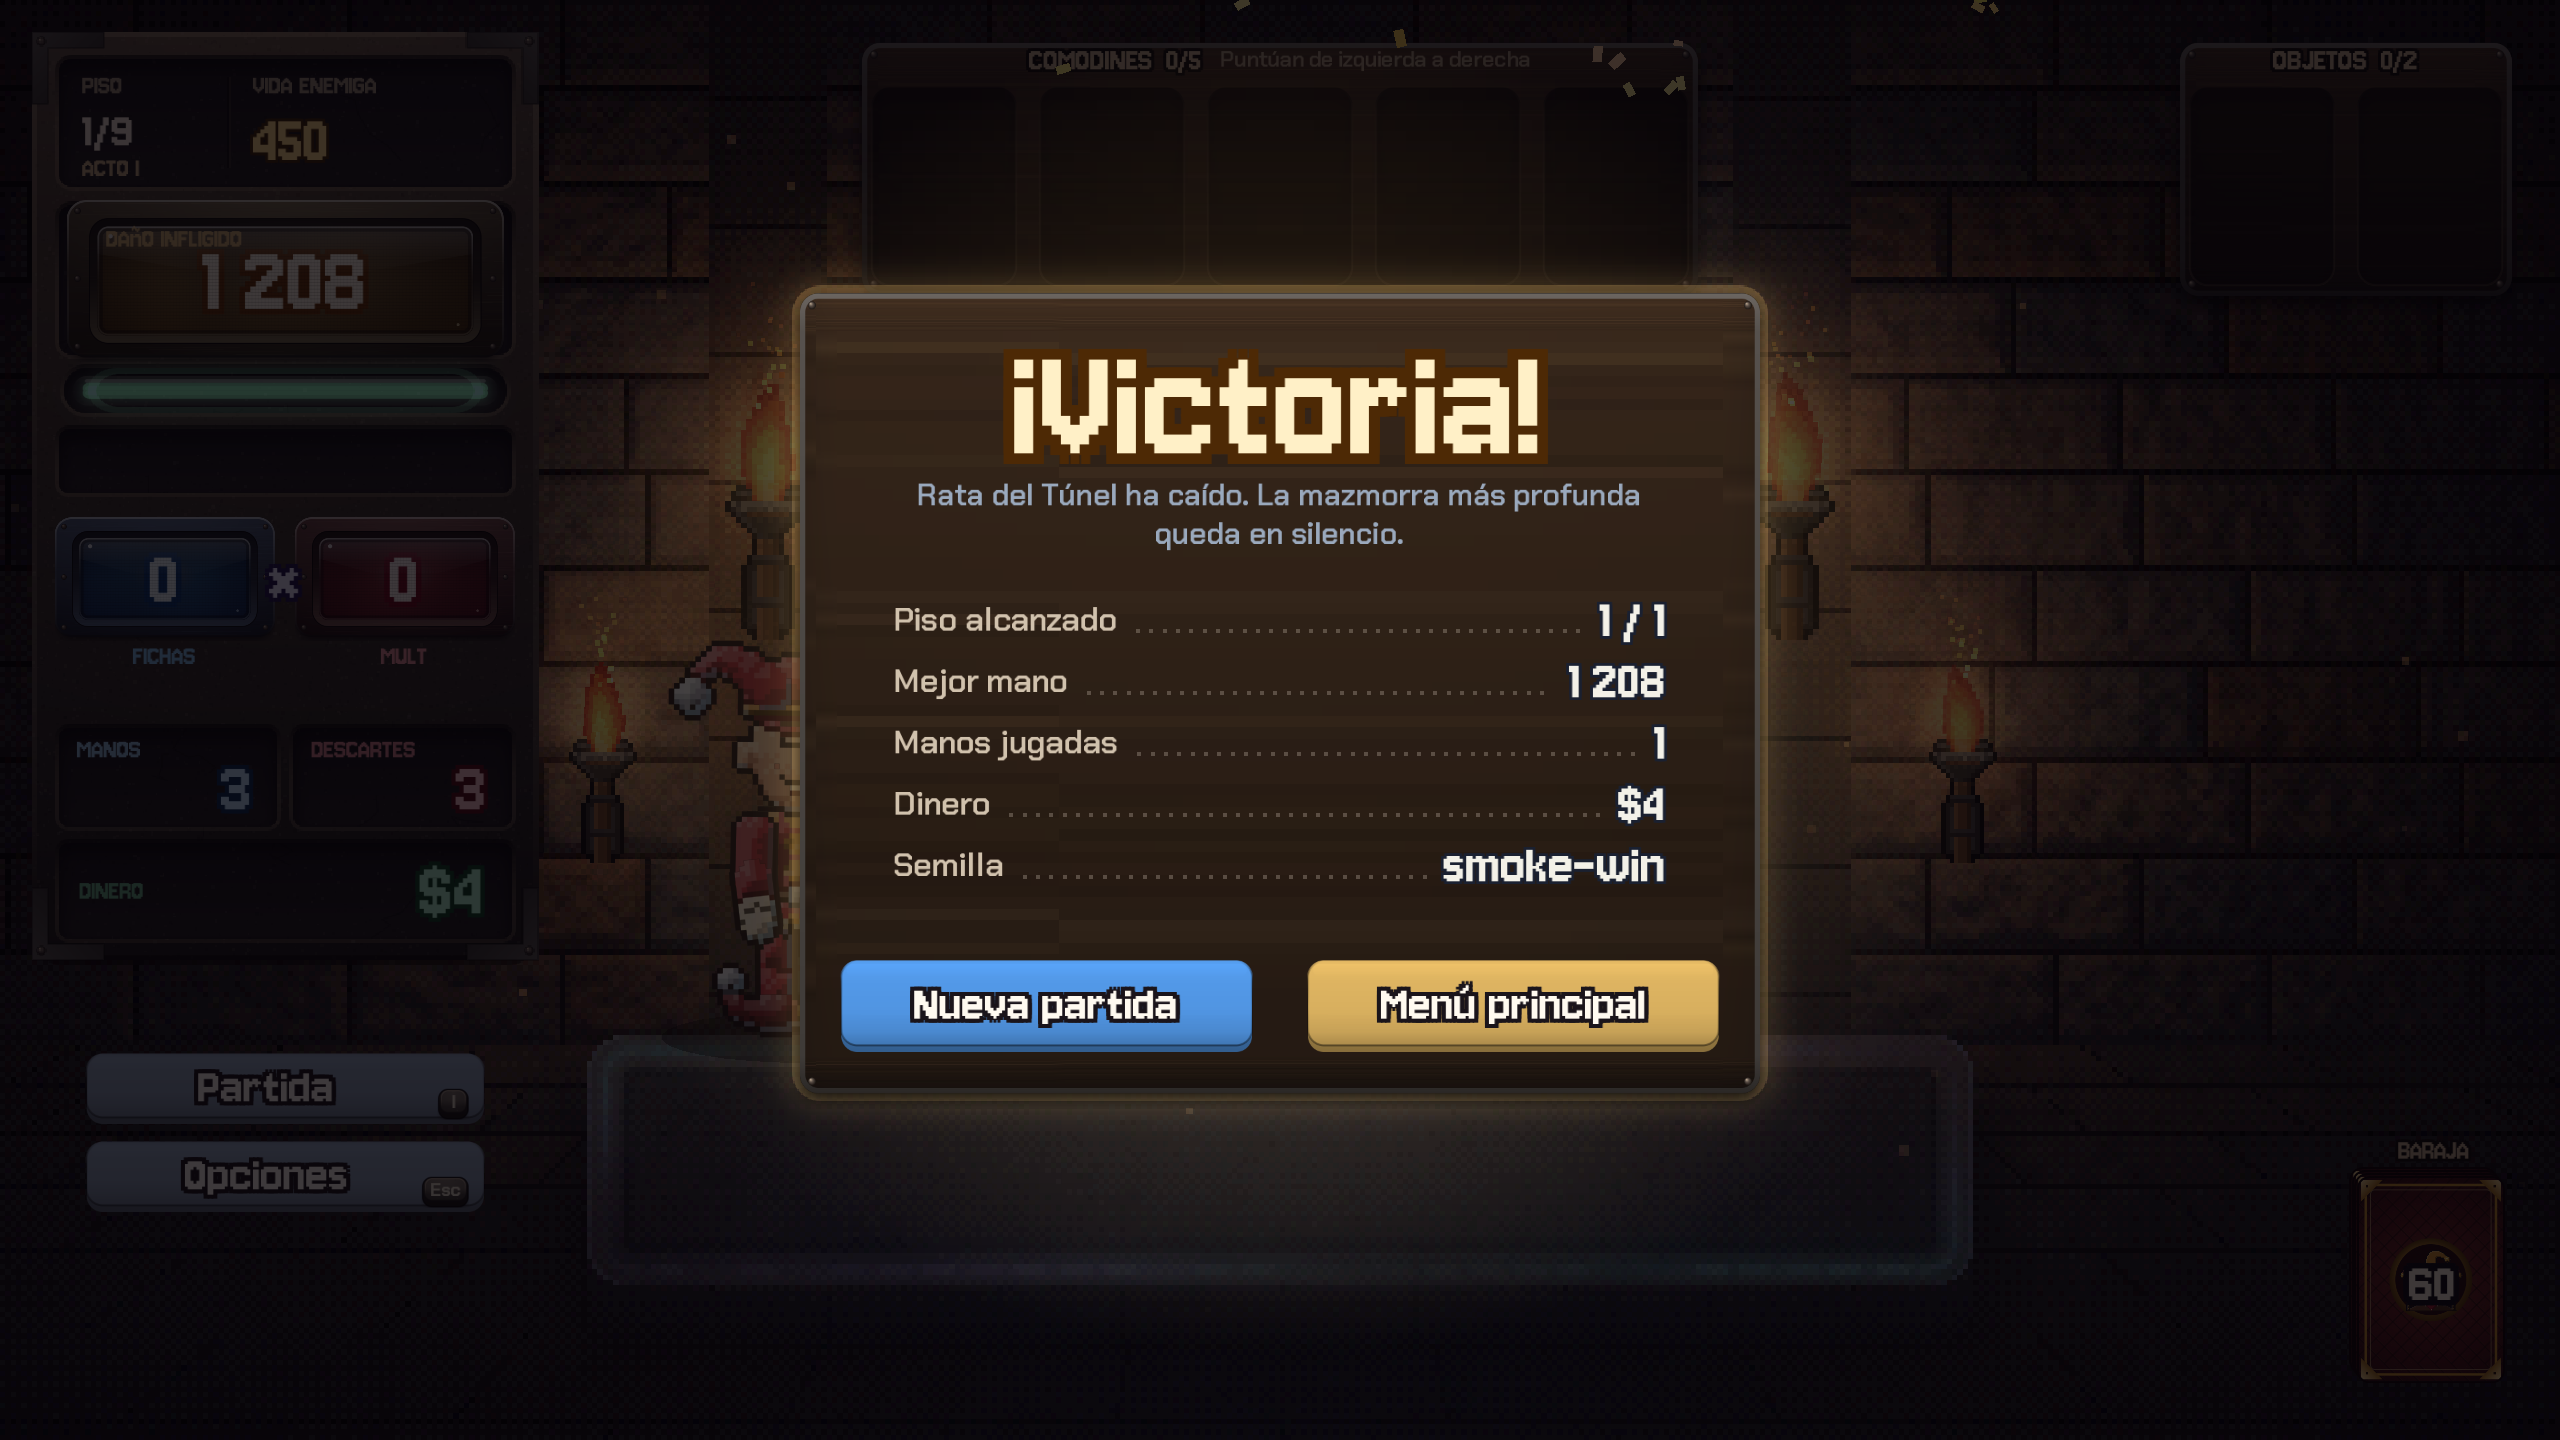 PISO
VIDA ENEMIGA
1/9
450
ACTO I
DAÑO INFLIGIDO
1 208
0
x
0
FICHAS
MULT
MANOS
3
DESCARTES
3
DINERO
$4
Partida
I
Opciones
Esc
COMODINES 0/5 Puntúan de izquierda a derecha
OBJETOS 0/2
¡Victoria!
Rata del Túnel ha caído. La mazmorra más profunda
queda en silencio.
Piso alcanzado 1 / 1
Mejor mano 1 208
Manos jugadas 1
Dinero $4
Semilla smoke-win
Nueva partida
Menú principal
BARAJA
60